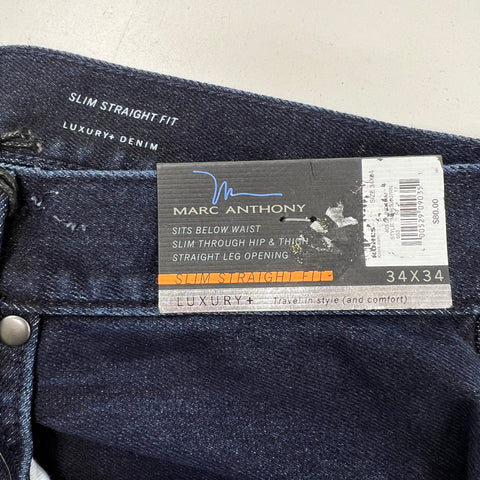 SLIM STRAIGHT FIT
LUXURY+ DENIM
MARC ANTHONY
SITS BELOW WAIST
SLIM THROUGH HIP & THIGH
STRAIGHT LEG OPENING
SLIM STRAIGHT FIT
34X34
LUXURY+ Travel in style (and comfort)
KOHL'S
$80.00